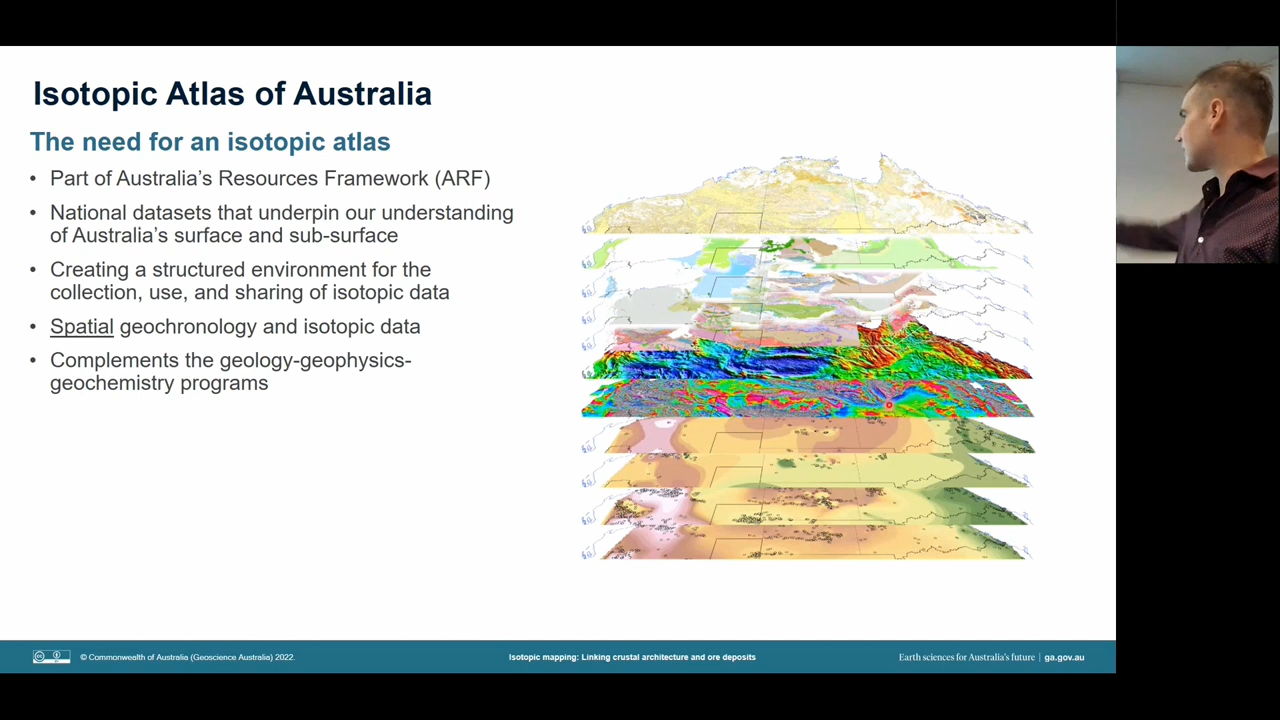 Isotopic Atlas of Australia
The need for an isotopic atlas
• Part of Australia’s Resources Framework (ARF)
• National datasets that underpin our understanding
of Australia’s surface and sub-surface
• Creating a structured environment for the
collection, use, and sharing of isotopic data
• Spatial geochronology and isotopic data
• Complements the geology-geophysics-
geochemistry programs
© Commonwealth of Australia (Geoscience Australia) 2022.
Isotopic mapping: Linking crustal architecture and ore deposits
Earth sciences for Australia’s future | ga.gov.au